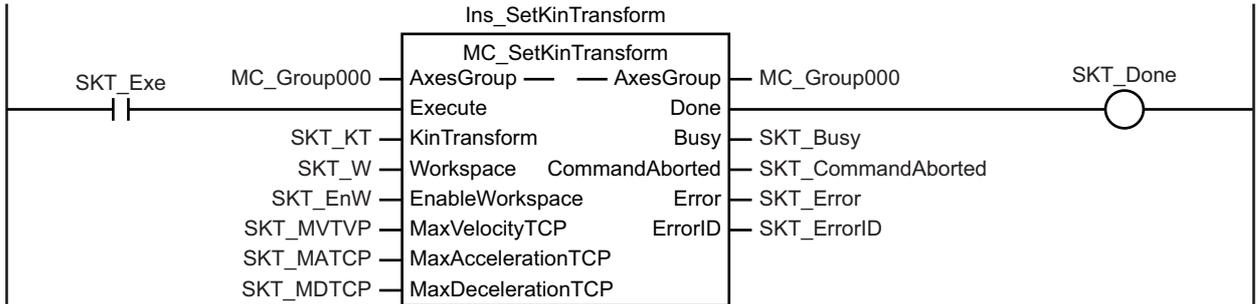 Ins_SetKinTransform
MC_SetKinTransform
SKT_Exe MC_Group000 AxesGroup AxesGroup MC_Group000 SKT_Done
Execute Done
SKT_KT KinTransform Busy SKT_Busy
SKT_W Workspace CommandAborted SKT_CommandAborted
SKT_EnW EnableWorkspace Error SKT_Error
SKT_MVTVP MaxVelocityTCP ErrorID SKT_ErrorID
SKT_MATCP MaxAccelerationTCP
SKT_MDTCP MaxDecelerationTCP